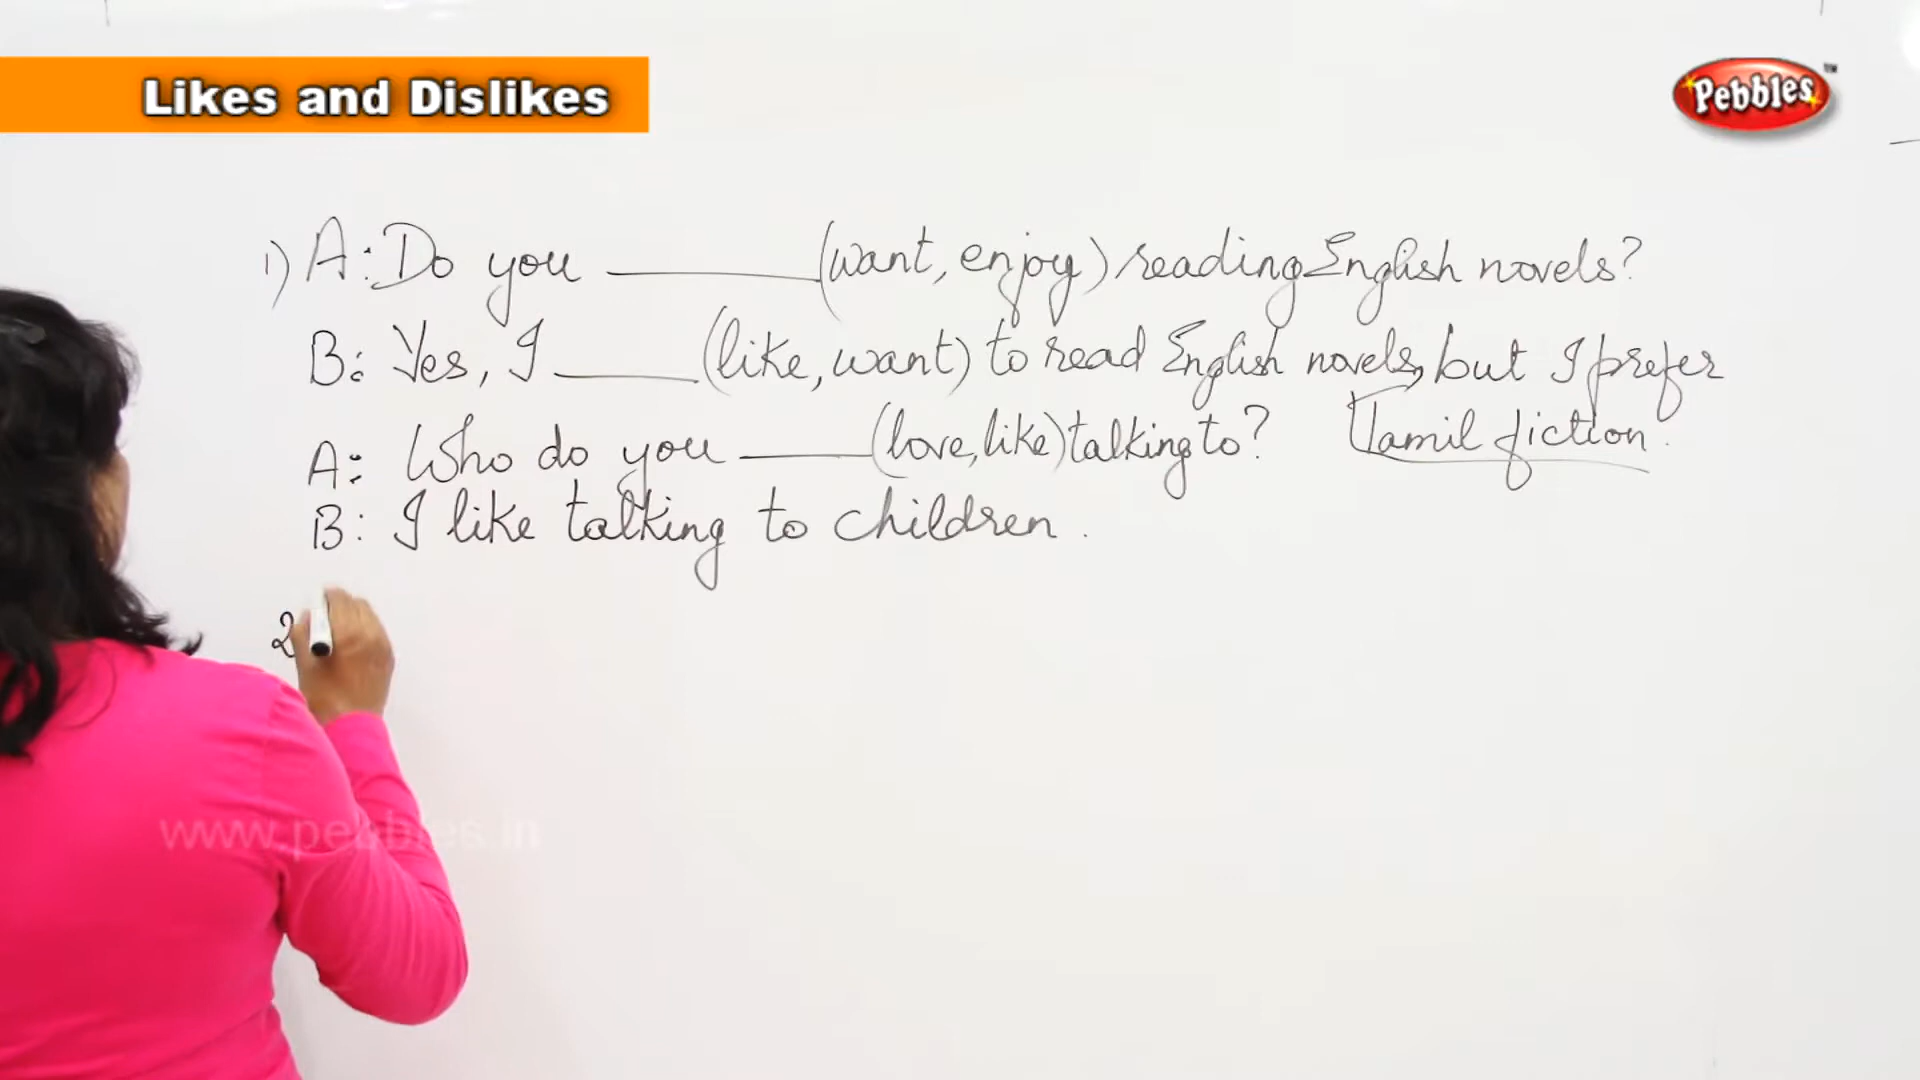 Likes and Dislikes
Pebbles™
1) A: Do you ______ (want, enjoy) reading English novels?
B: Yes, I ______ (like, want) to read English novels, but I prefer
Tamil fiction.
A: Who do you ______ (love, like) talking to?
B: I like talking to children.
2
www.pebbles.in